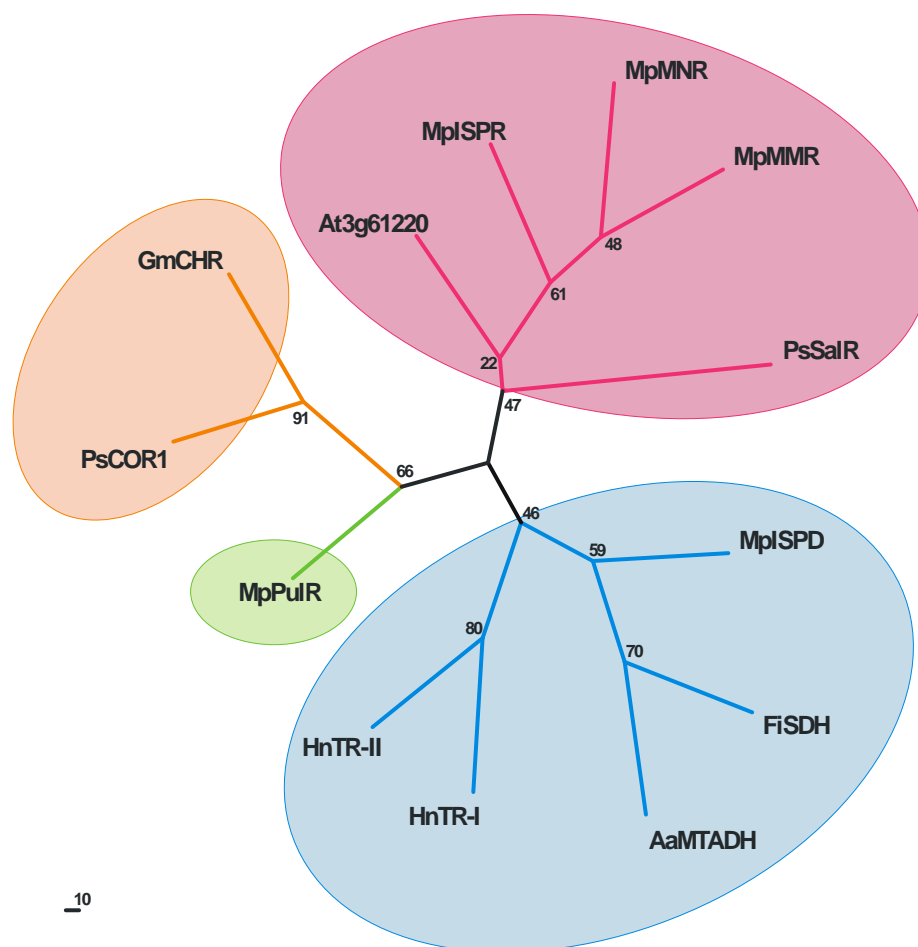 MpMNR
MpISPR
MpMMR
At3g61220
48
GmCHR
61
PsSalR
22
47
91
PsCOR1
66
46
MpISPD
59
MpPulR
80
70
FiSDH
HnTR-II
HnTR-I
AaMTADH
10